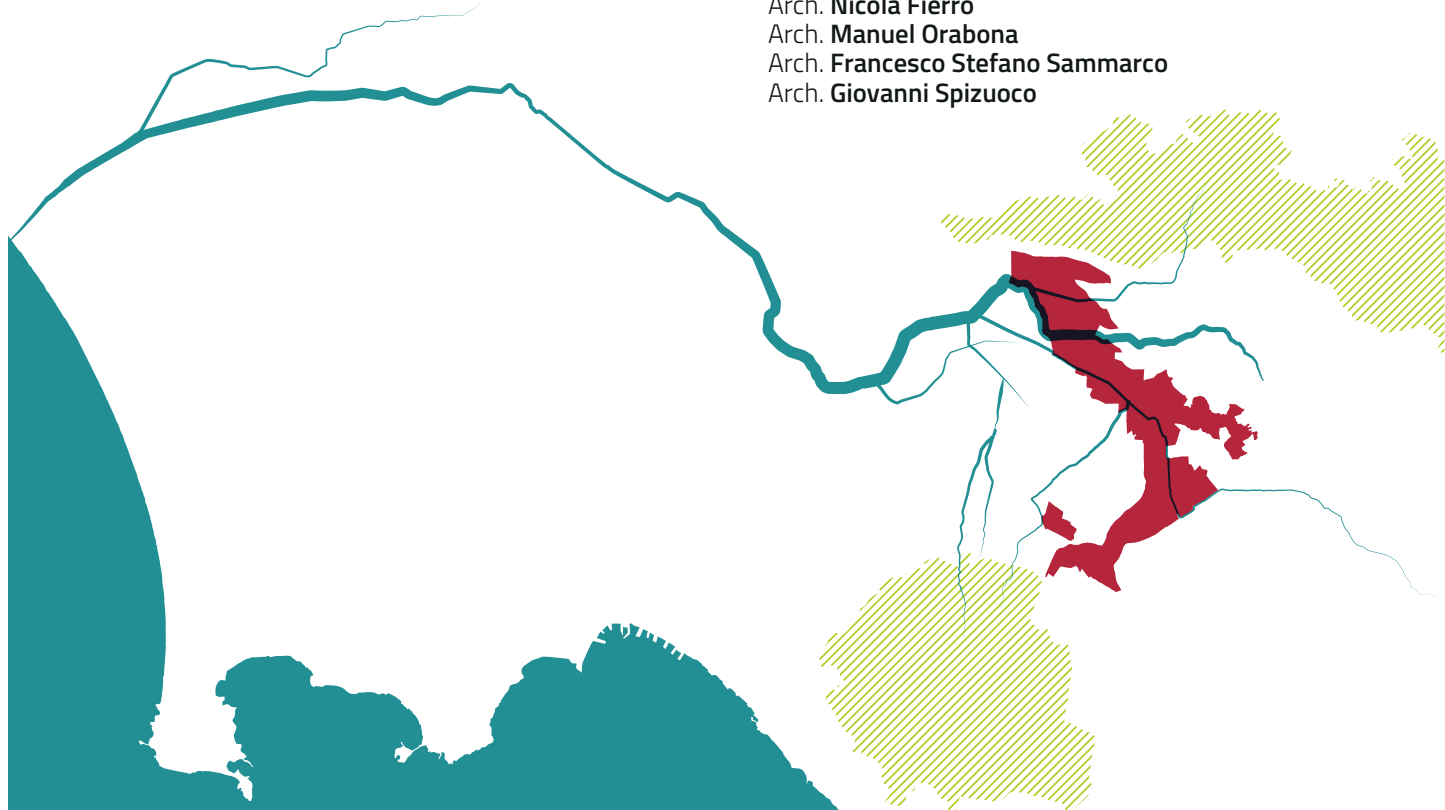 Arch. Nicola Fierro
Arch. Manuel Orabona
Arch. Francesco Stefano Sammarco
Arch. Giovanni Spizuoco